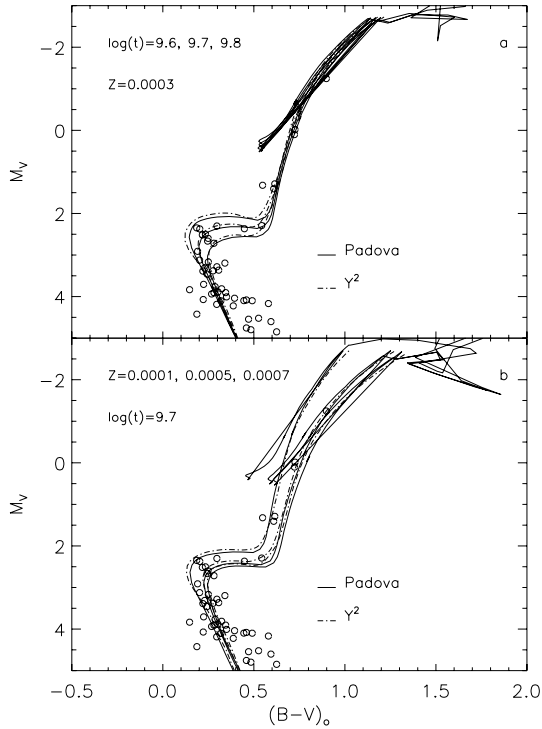 log(t)=9.6, 9.7, 9.8
a
Z=0.0003
−2
0
2
4
M_V
Padova
Y²
Z=0.0001, 0.0005, 0.0007
b
log(t)=9.7
−2
0
2
4
M_V
Padova
Y²
−0.5 0.0 0.5 1.0 1.5 2.0
(B−V)_o